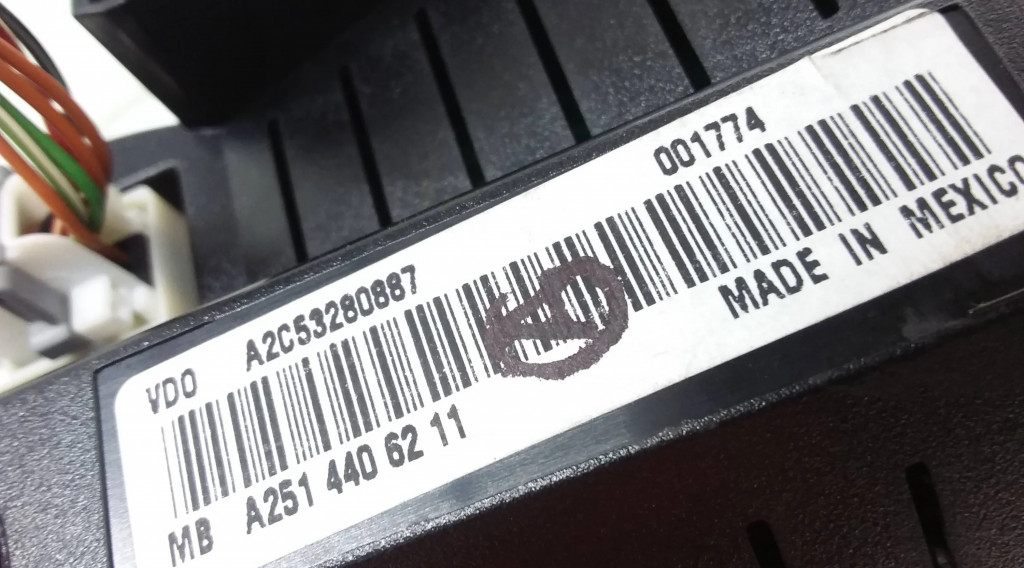 001774
VDO A2C53280887
MADE IN MEXICO
MB A251 440 62 11
A